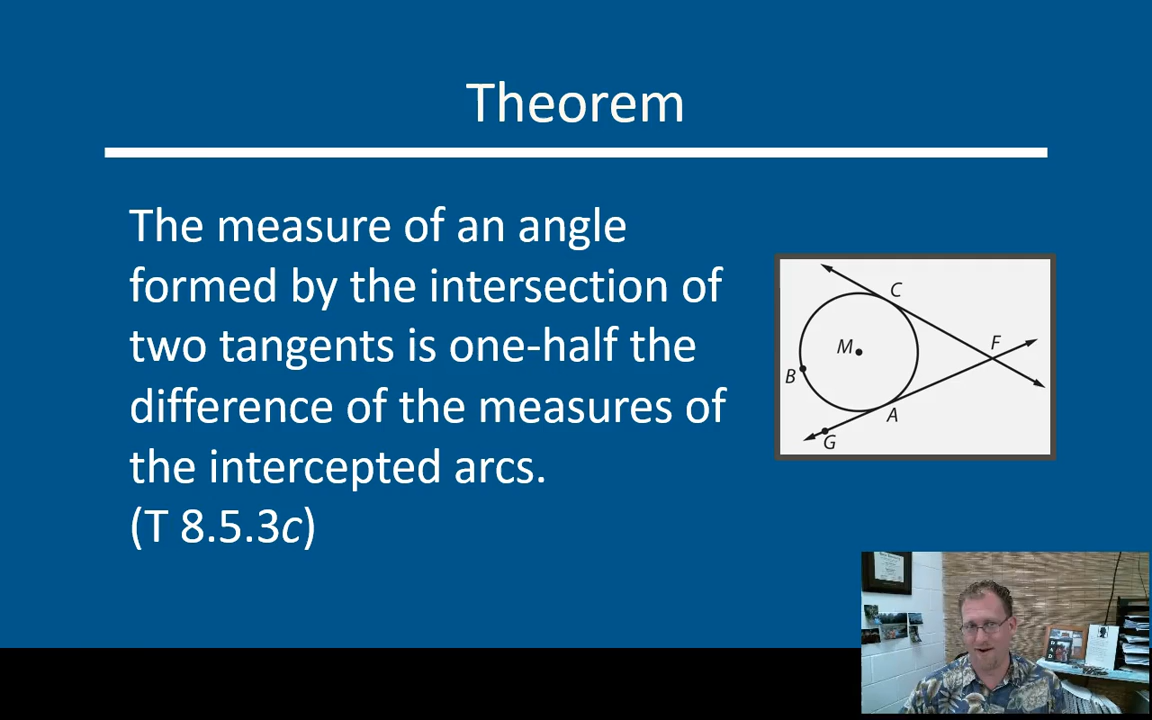 Theorem
The measure of an angle
formed by the intersection of
two tangents is one-half the
difference of the measures of
the intercepted arcs.
(T 8.5.3c)
C
M
F
B
A
G